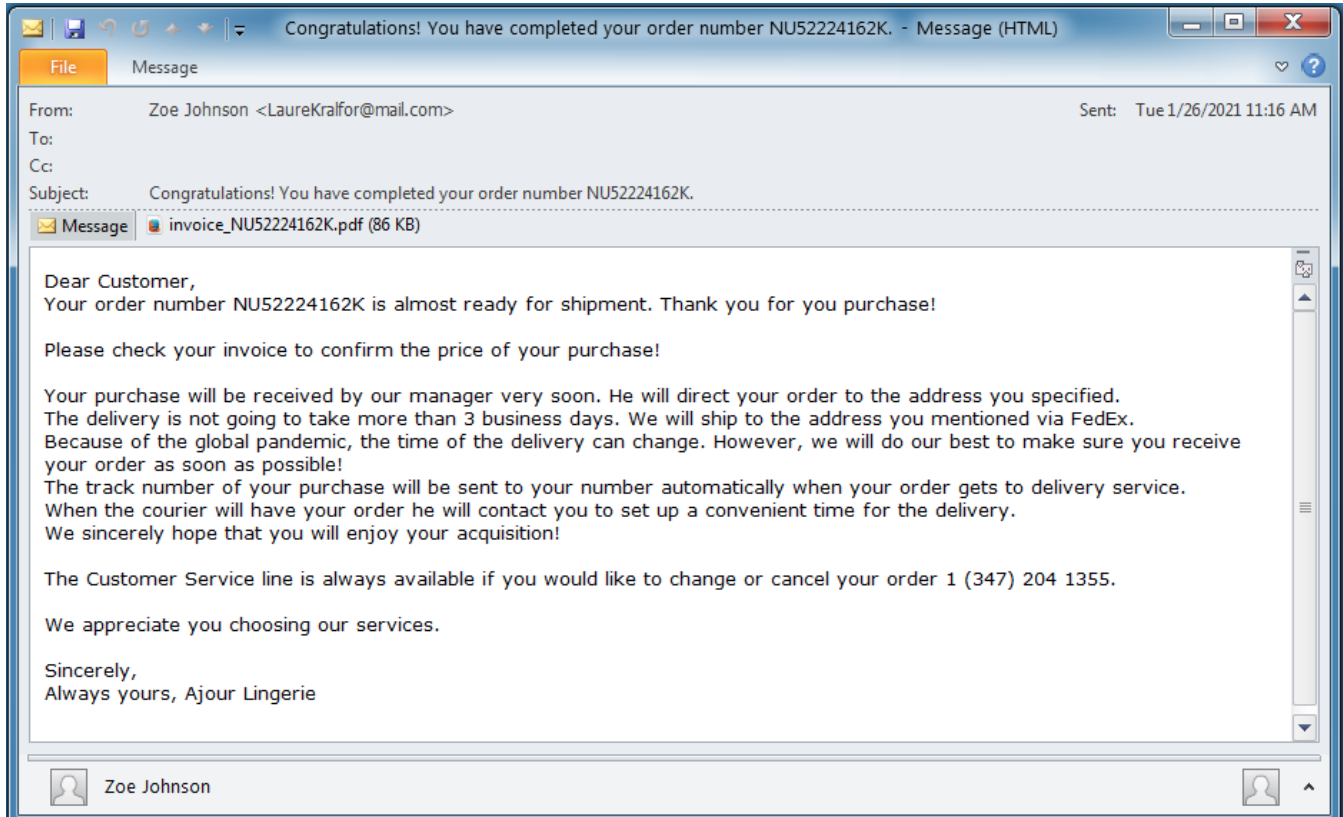 Congratulations! You have completed your order number NU52224162K. - Message (HTML)
File Message
From: Zoe Johnson <LaureKralfor@mail.com> Sent: Tue 1/26/2021 11:16 AM
To:
Cc:
Subject: Congratulations! You have completed your order number NU52224162K.
Message invoice_NU52224162K.pdf (86 KB)
Dear Customer,
Your order number NU52224162K is almost ready for shipment. Thank you for you purchase!
Please check your invoice to confirm the price of your purchase!
Your purchase will be received by our manager very soon. He will direct your order to the address you specified.
The delivery is not going to take more than 3 business days. We will ship to the address you mentioned via FedEx.
Because of the global pandemic, the time of the delivery can change. However, we will do our best to make sure you receive
your order as soon as possible!
The track number of your purchase will be sent to your number automatically when your order gets to delivery service.
When the courier will have your order he will contact you to set up a convenient time for the delivery.
We sincerely hope that you will enjoy your acquisition!
The Customer Service line is always available if you would like to change or cancel your order 1 (347) 204 1355.
We appreciate you choosing our services.
Sincerely,
Always yours, Ajour Lingerie
Zoe Johnson